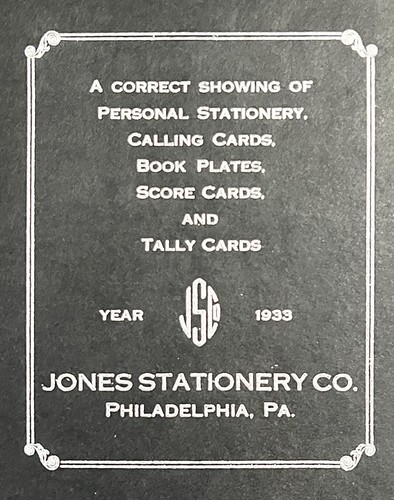 A CORRECT SHOWING OF
PERSONAL STATIONERY,
CALLING CARDS,
BOOK PLATES,
SCORE CARDS,
AND
TALLY CARDS
YEAR JSCo 1933
JONES STATIONERY CO.
PHILADELPHIA, PA.